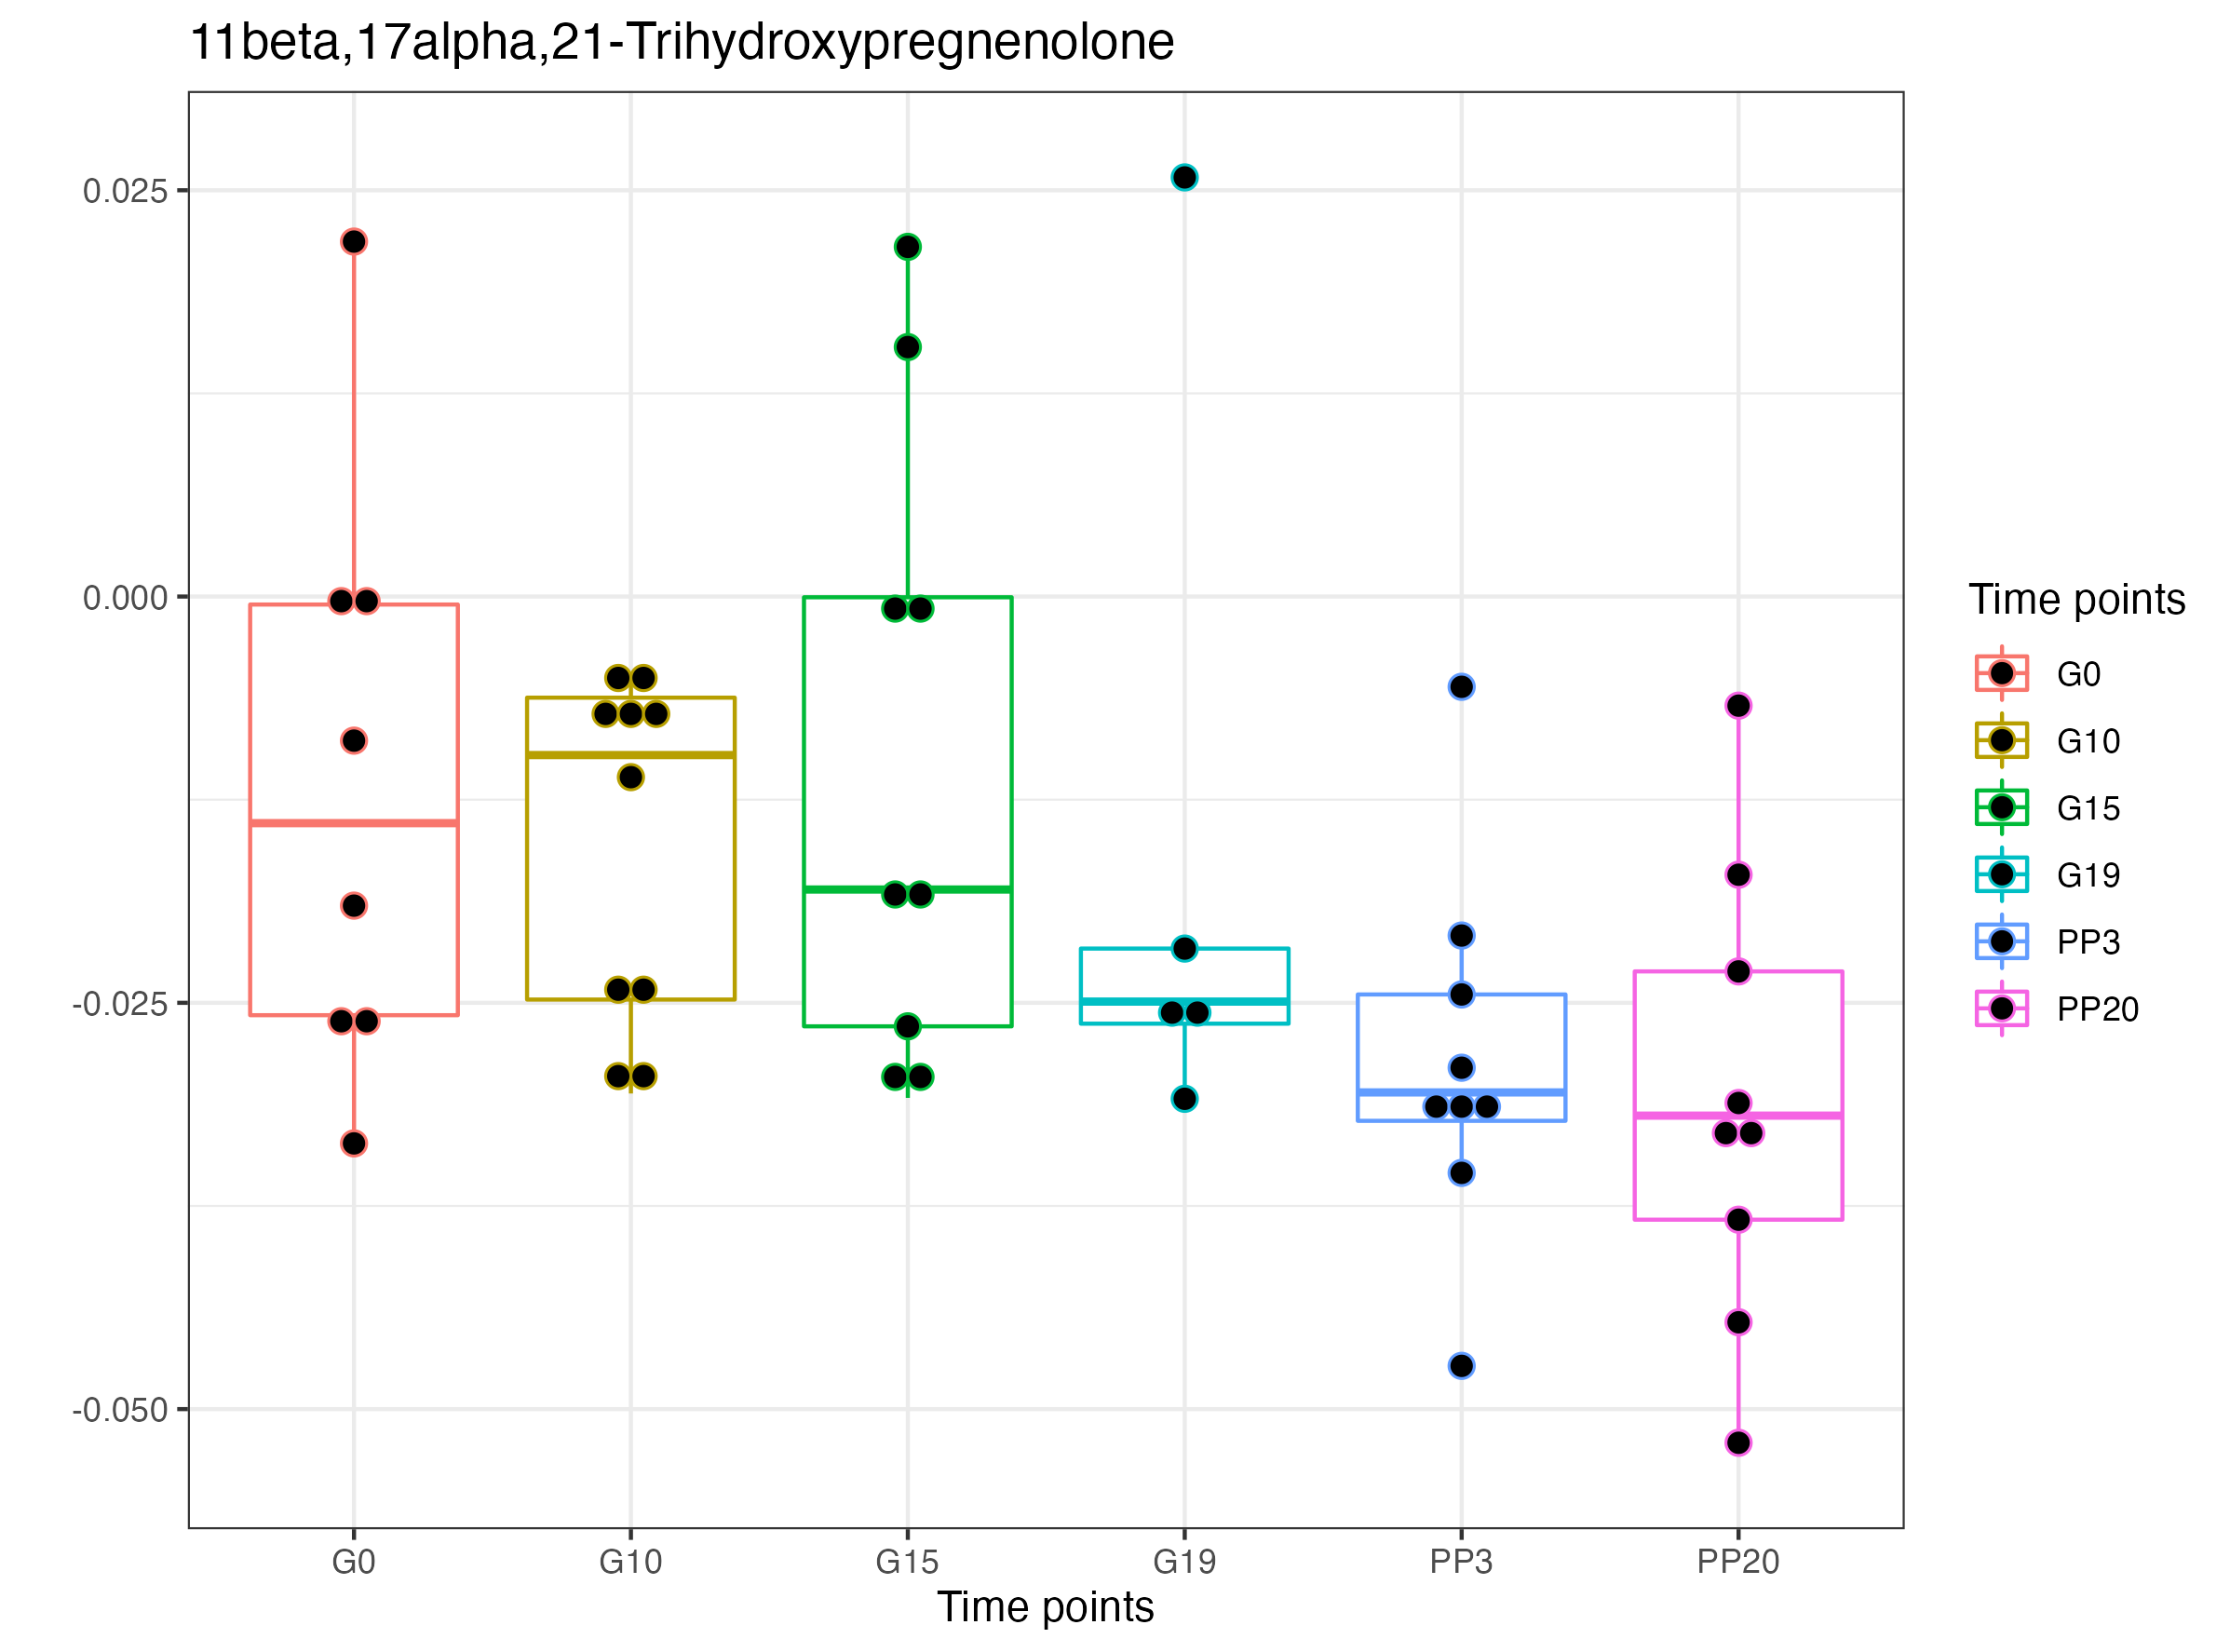 11beta,17alpha,21-Trihydroxypregnenolone
0.025
0.000
-0.025
-0.050
G0 G10 G15 G19 PP3 PP20
Time points
Time points
G0
G10
G15
G19
PP3
PP20